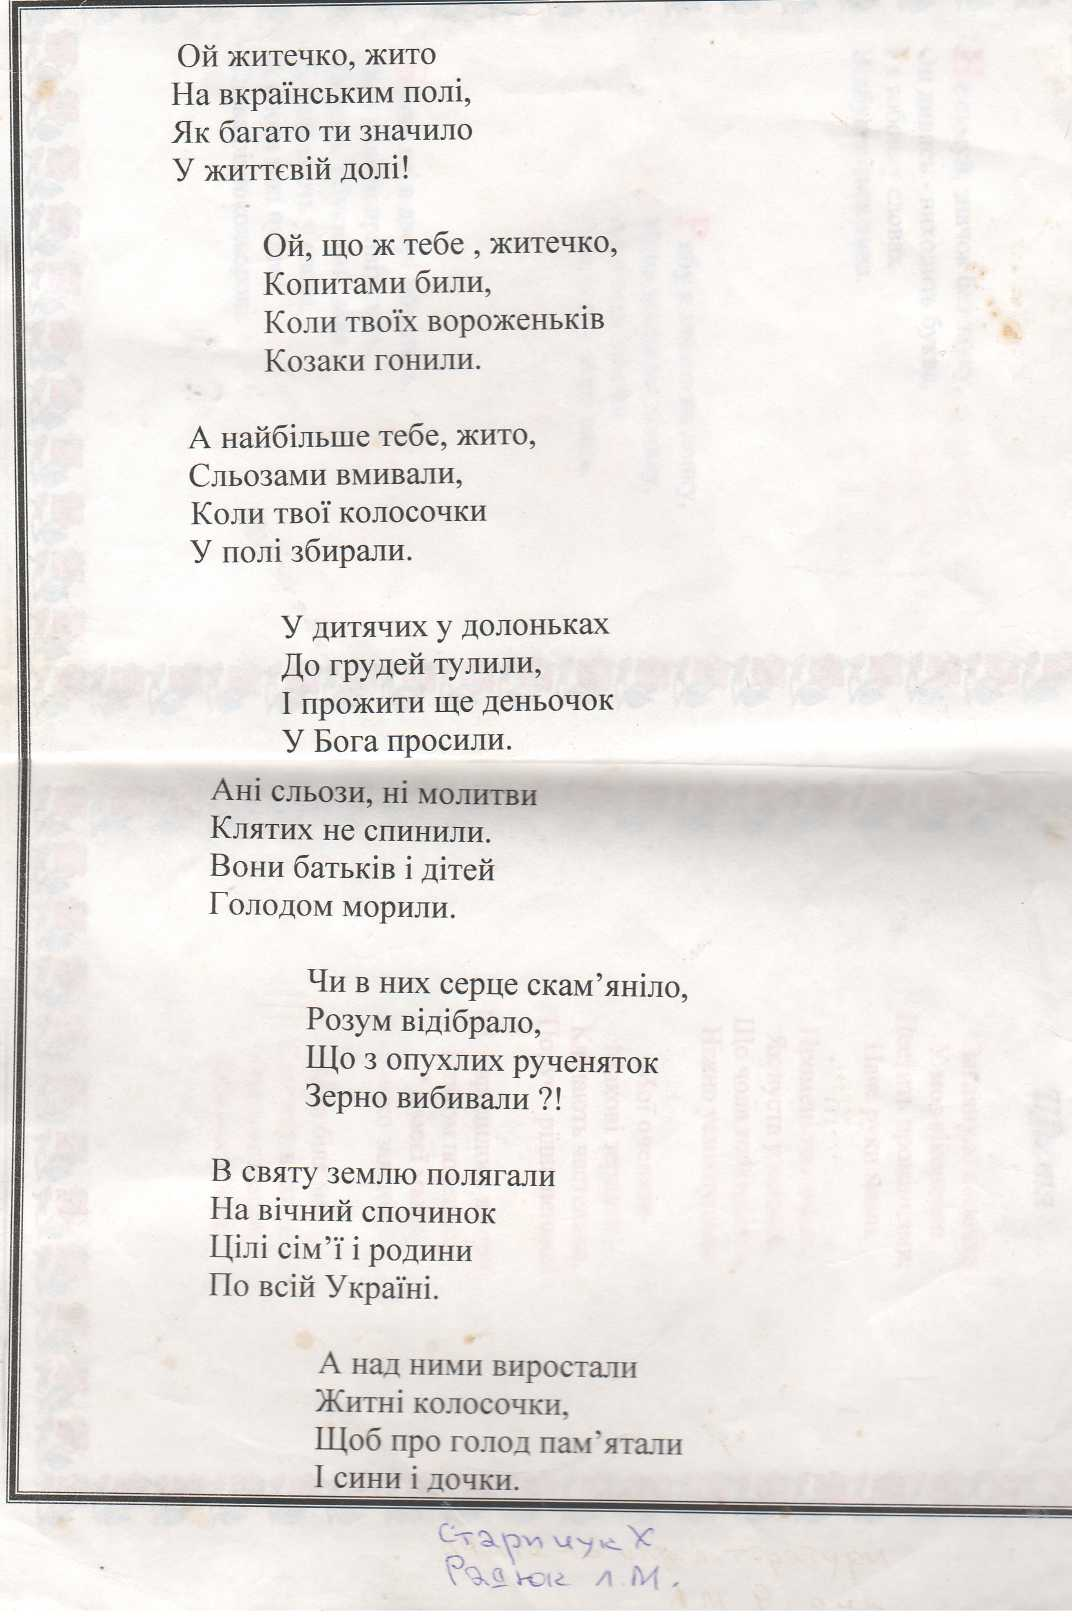 Ой житечко, жито
На вкраїнським полі,
Як багато ти значило
У життєвій долі!
Ой, що ж тебе , житечко,
Копитами били,
Коли твоїх вороженьків
Козаки гонили.
А найбільше тебе, жито,
Сльозами вмивали,
Коли твої колосочки
У полі збирали.
У дитячих у долоньках
До грудей тулили,
І прожити ще деньочок
У Бога просили.
Ані сльози, ні молитви
Клятих не спинили.
Вони батьків і дітей
Голодом морили.
Чи в них серце скам’яніло,
Розум відібрало,
Що з опухлих рученяток
Зерно вибивали ?!
В святу землю полягали
На вічний спочинок
Цілі сім’ї і родини
По всій Україні.
А над ними виростали
Житні колосочки,
Щоб про голод пам’ятали
І сини і дочки.
Х
Л.М.